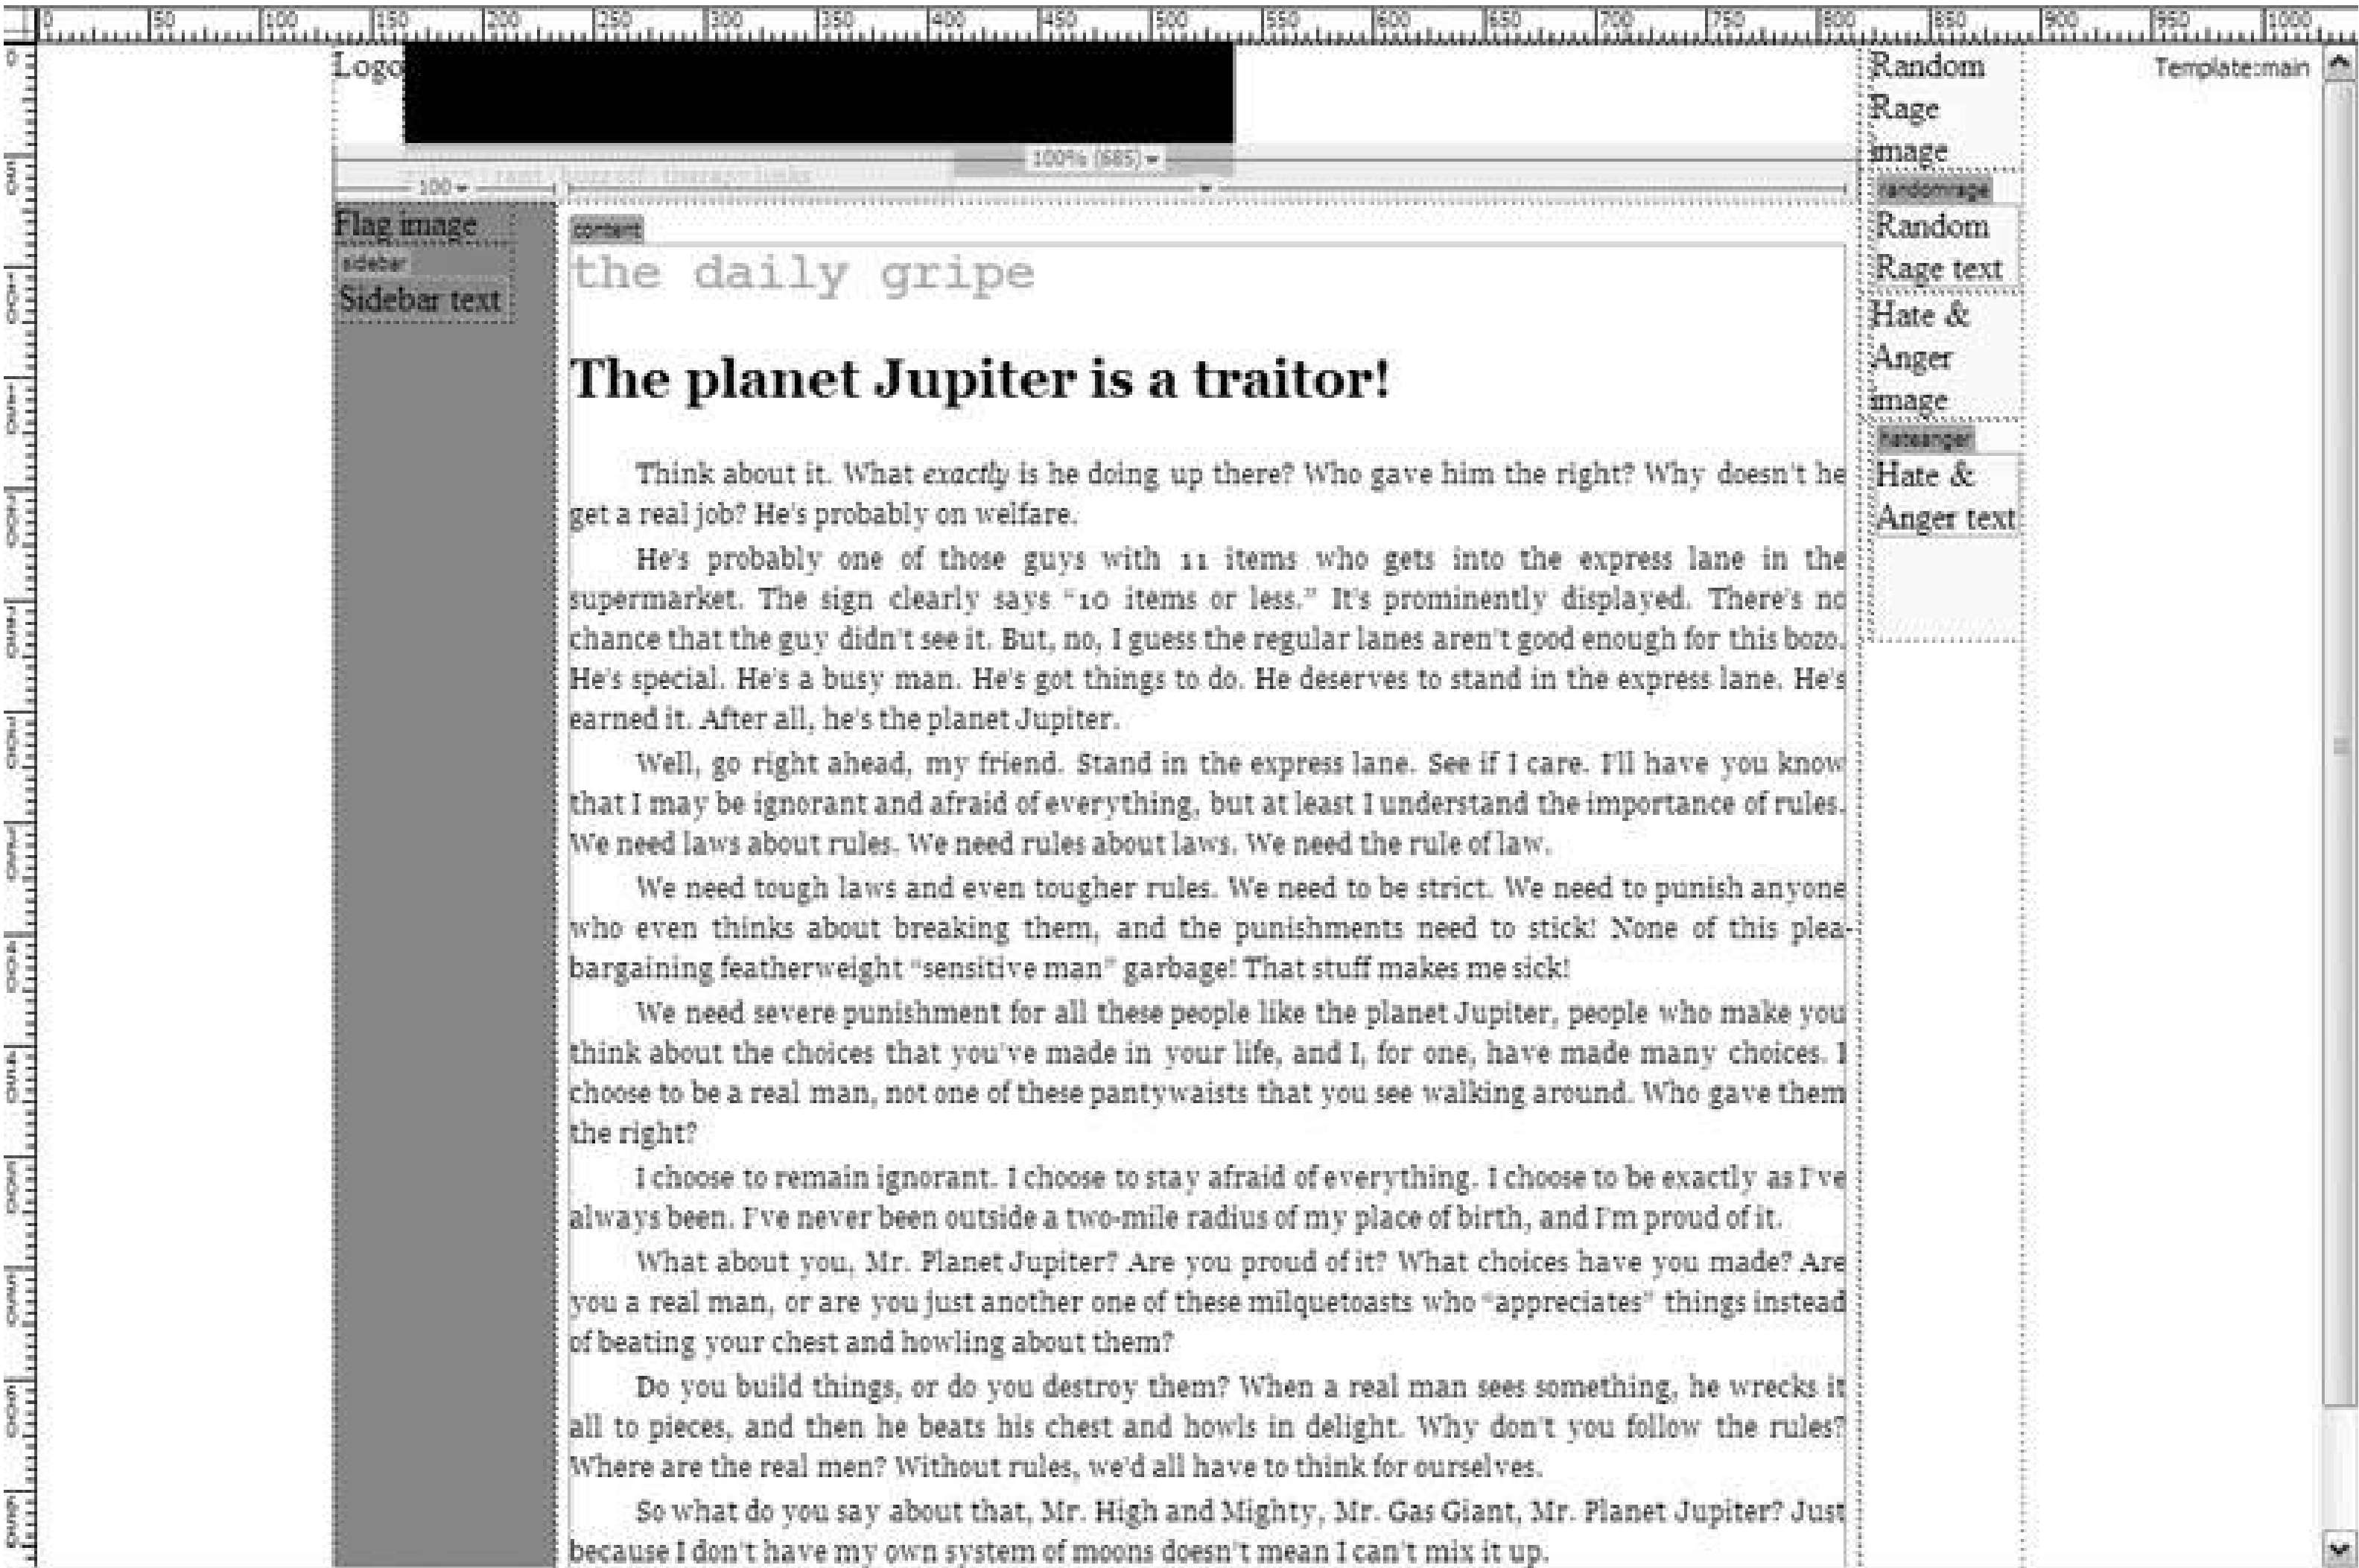 0 50 100 150 200 250 300 350 400 450 500 550 600 650 700 750 800 850 900 950 1000
Logo
100% (685)
100
Flag image
sidebar
Sidebar text
content
the daily gripe
The planet Jupiter is a traitor!
Think about it. What exactly is he doing up there? Who gave him the right? Why doesn't he
get a real job? He's probably on welfare.
He's probably one of those guys with 11 items who gets into the express lane in the
supermarket. The sign clearly says “10 items or less.” It's prominently displayed. There's no
chance that the guy didn't see it. But, no, I guess the regular lanes aren't good enough for this bozo.
He's special. He's a busy man. He's got things to do. He deserves to stand in the express lane. He's
earned it. After all, he's the planet Jupiter.
Well, go right ahead, my friend. Stand in the express lane. See if I care. I'll have you know
that I may be ignorant and afraid of everything, but at least I understand the importance of rules.
We need laws about rules. We need rules about laws. We need the rule of law.
We need tough laws and even tougher rules. We need to be strict. We need to punish anyone
who even thinks about breaking them, and the punishments need to stick! None of this plea-
bargaining featherweight “sensitive man” garbage! That stuff makes me sick!
We need severe punishment for all these people like the planet Jupiter, people who make you
think about the choices that you've made in your life, and I, for one, have made many choices. I
choose to be a real man, not one of these pantywaists that you see walking around. Who gave them
the right?
I choose to remain ignorant. I choose to stay afraid of everything. I choose to be exactly as I've
always been. I've never been outside a two-mile radius of my place of birth, and I'm proud of it.
What about you, Mr. Planet Jupiter? Are you proud of it? What choices have you made? Are
you a real man, or are you just another one of these milquetoasts who “appreciates” things instead
of beating your chest and howling about them?
Do you build things, or do you destroy them? When a real man sees something, he wrecks it
all to pieces, and then he beats his chest and howls in delight. Why don't you follow the rules?
Where are the real men? Without rules, we'd all have to think for ourselves.
So what do you say about that, Mr. High and Mighty, Mr. Gas Giant, Mr. Planet Jupiter? Just
because I don't have my own system of moons doesn't mean I can't mix it up.
Random
Rage
image
randomrage
Random
Rage text
Hate &
Anger
image
hateanger
Hate &
Anger text
Template:main